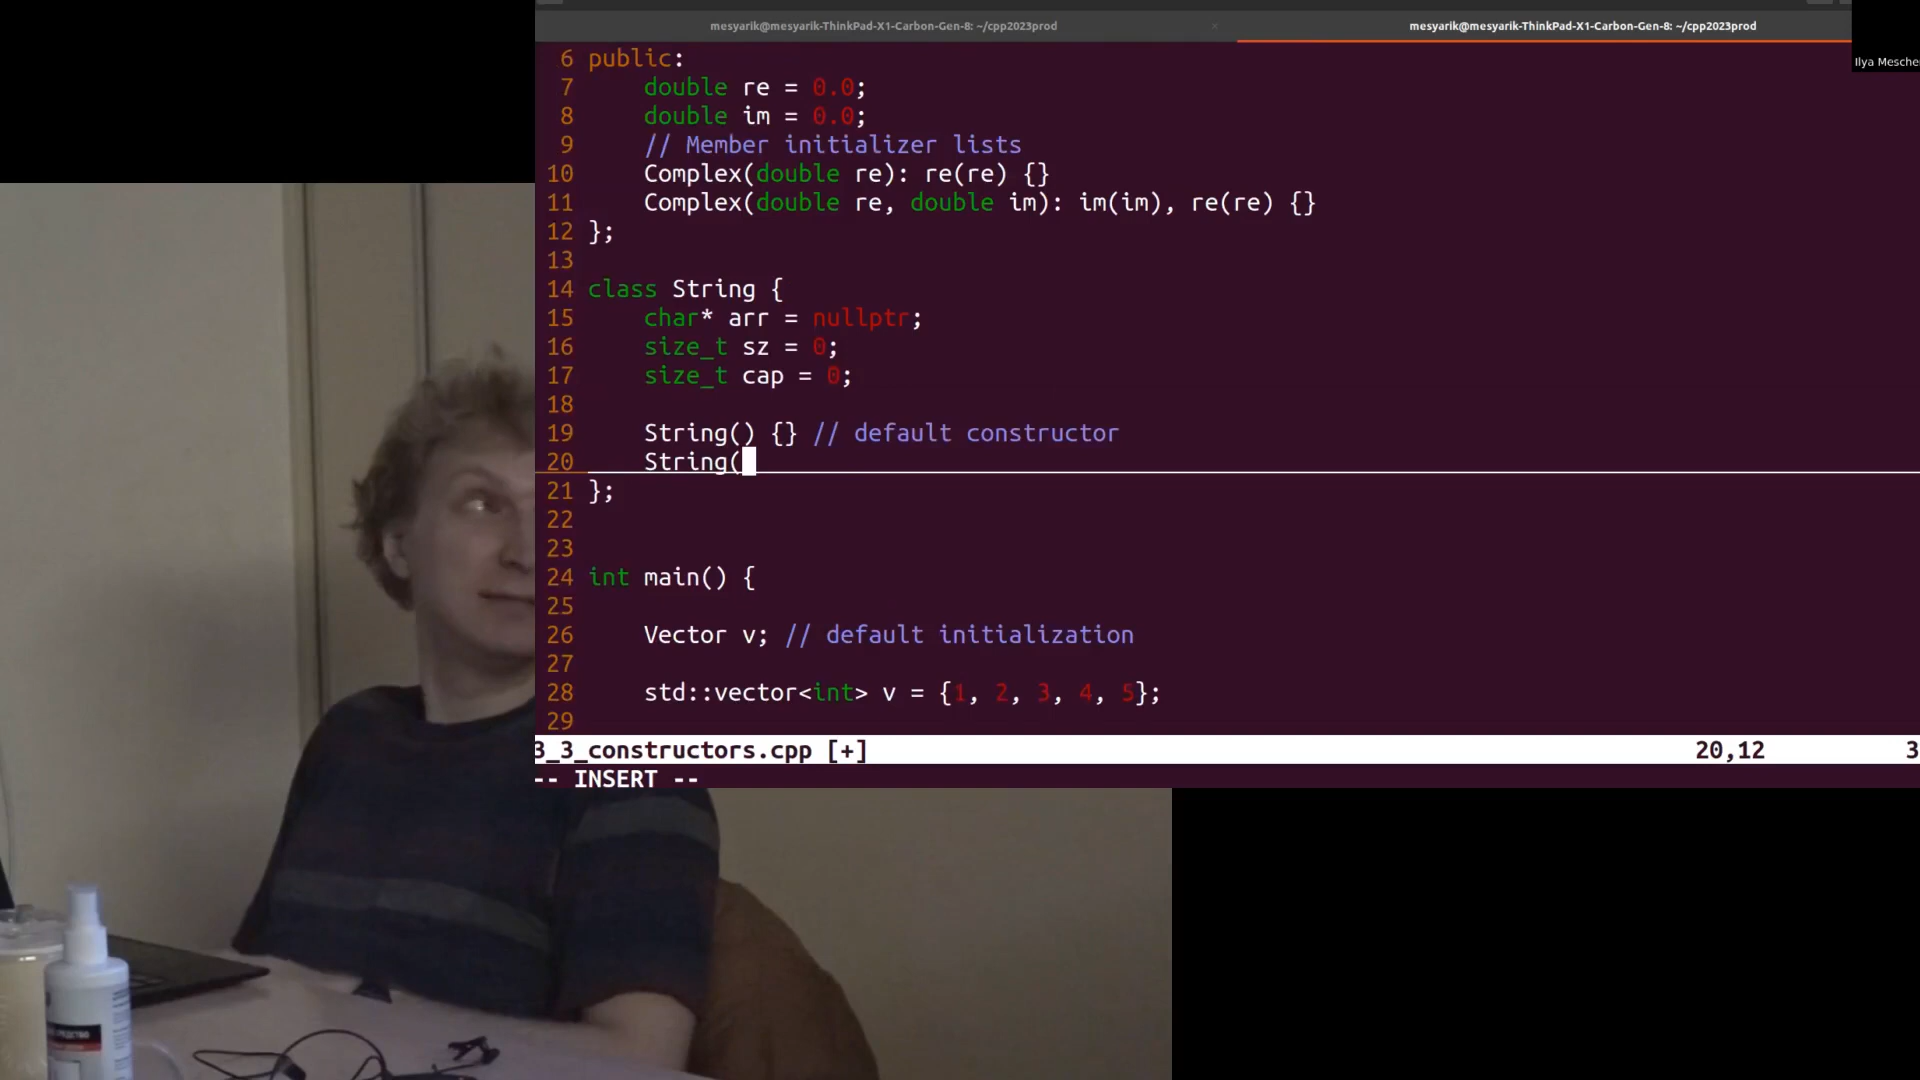 mesyarik@mesyarik-ThinkPad-X1-Carbon-Gen-8: ~/cpp2023prod
mesyarik@mesyarik-ThinkPad-X1-Carbon-Gen-8: ~/cpp2023prod
Ilya Mescher
6 public:
7 double re = 0.0;
8 double im = 0.0;
9 // Member initializer lists
10 Complex(double re): re(re) {}
11 Complex(double re, double im): im(im), re(re) {}
12 };
13
14 class String {
15 char* arr = nullptr;
16 size_t sz = 0;
17 size_t cap = 0;
18
19 String() {} // default constructor
20 String(
21 };
22
23
24 int main() {
25
26 Vector v; // default initialization
27
28 std::vector<int> v = {1, 2, 3, 4, 5};
29
3_3_constructors.cpp [+] 20,12 3
-- INSERT --